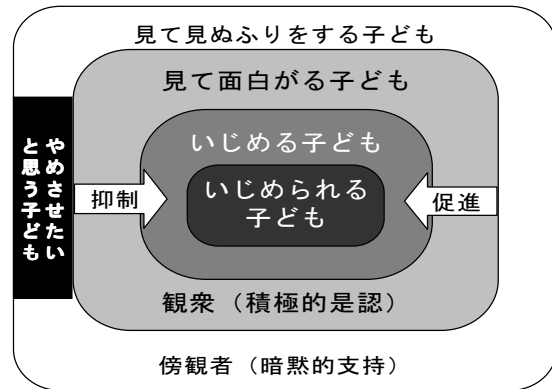 見て見ぬふりをする子ども
見て面白がる子ども
いじめる子ども
いじめられる
子ども
やめさせたい
と思う子ども
抑制
促進
観衆（積極的是認）
傍観者（暗黙的支持）